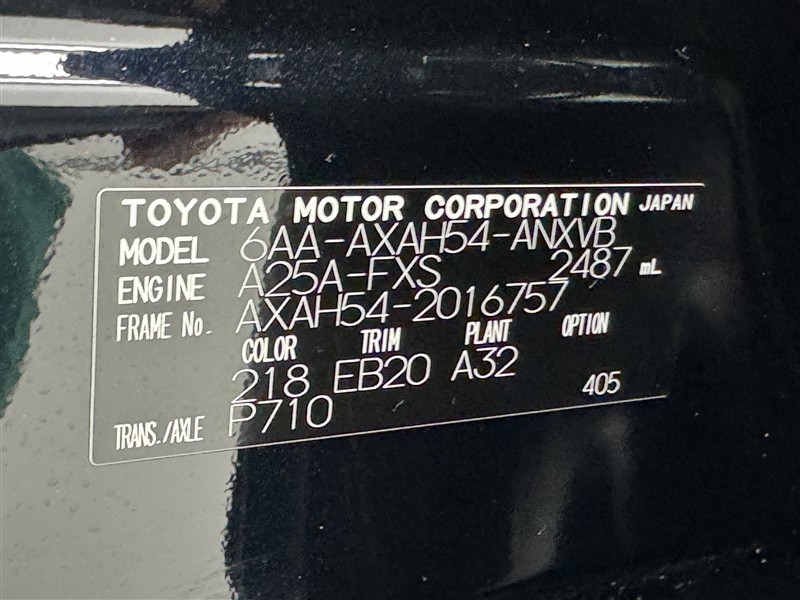 TOYOTA MOTOR CORPORATION JAPAN
MODEL 6AA-AXAH54-ANXVB
ENGINE A25A-FXS 2487 mL
FRAME No. AXAH54-2016757
COLOR TRIM PLANT OPTION
218 EB20 A32 405
TRANS./AXLE P710